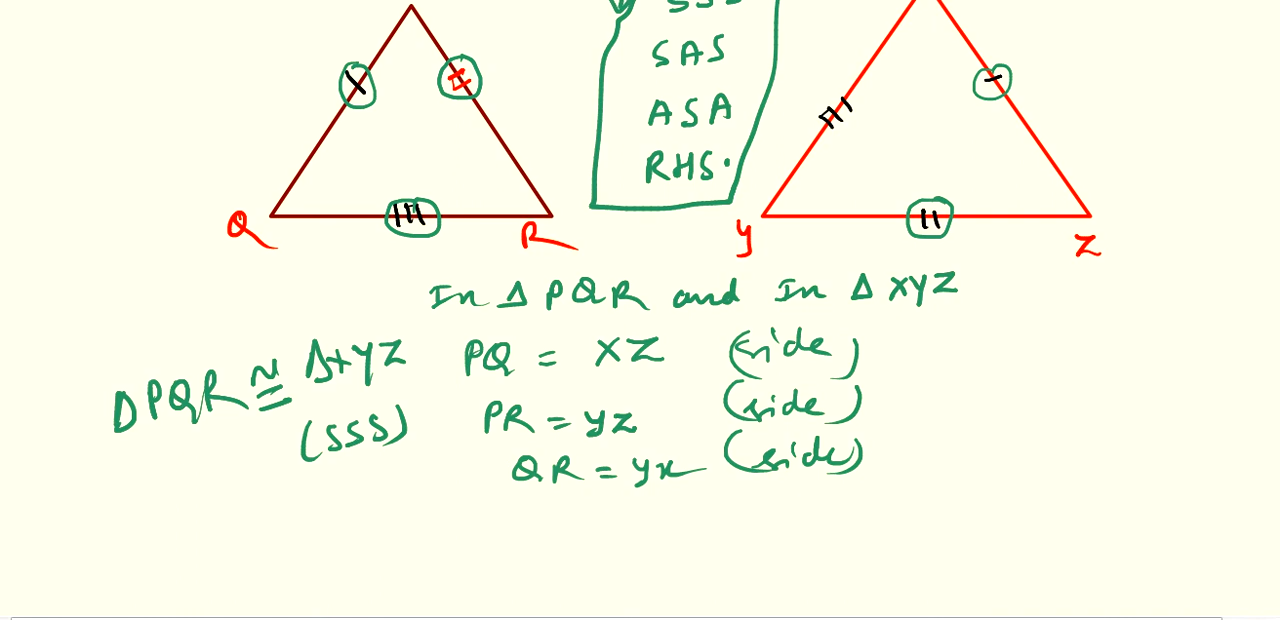 SAS
ASA
RHS.
Q
R
y
z
In Δ PQR and in Δ XYZ
PQ = XZ (side)
PR = yz (side)
QR = yx (side)
ΔPQR ≅ ΔXYZ
(SSS)